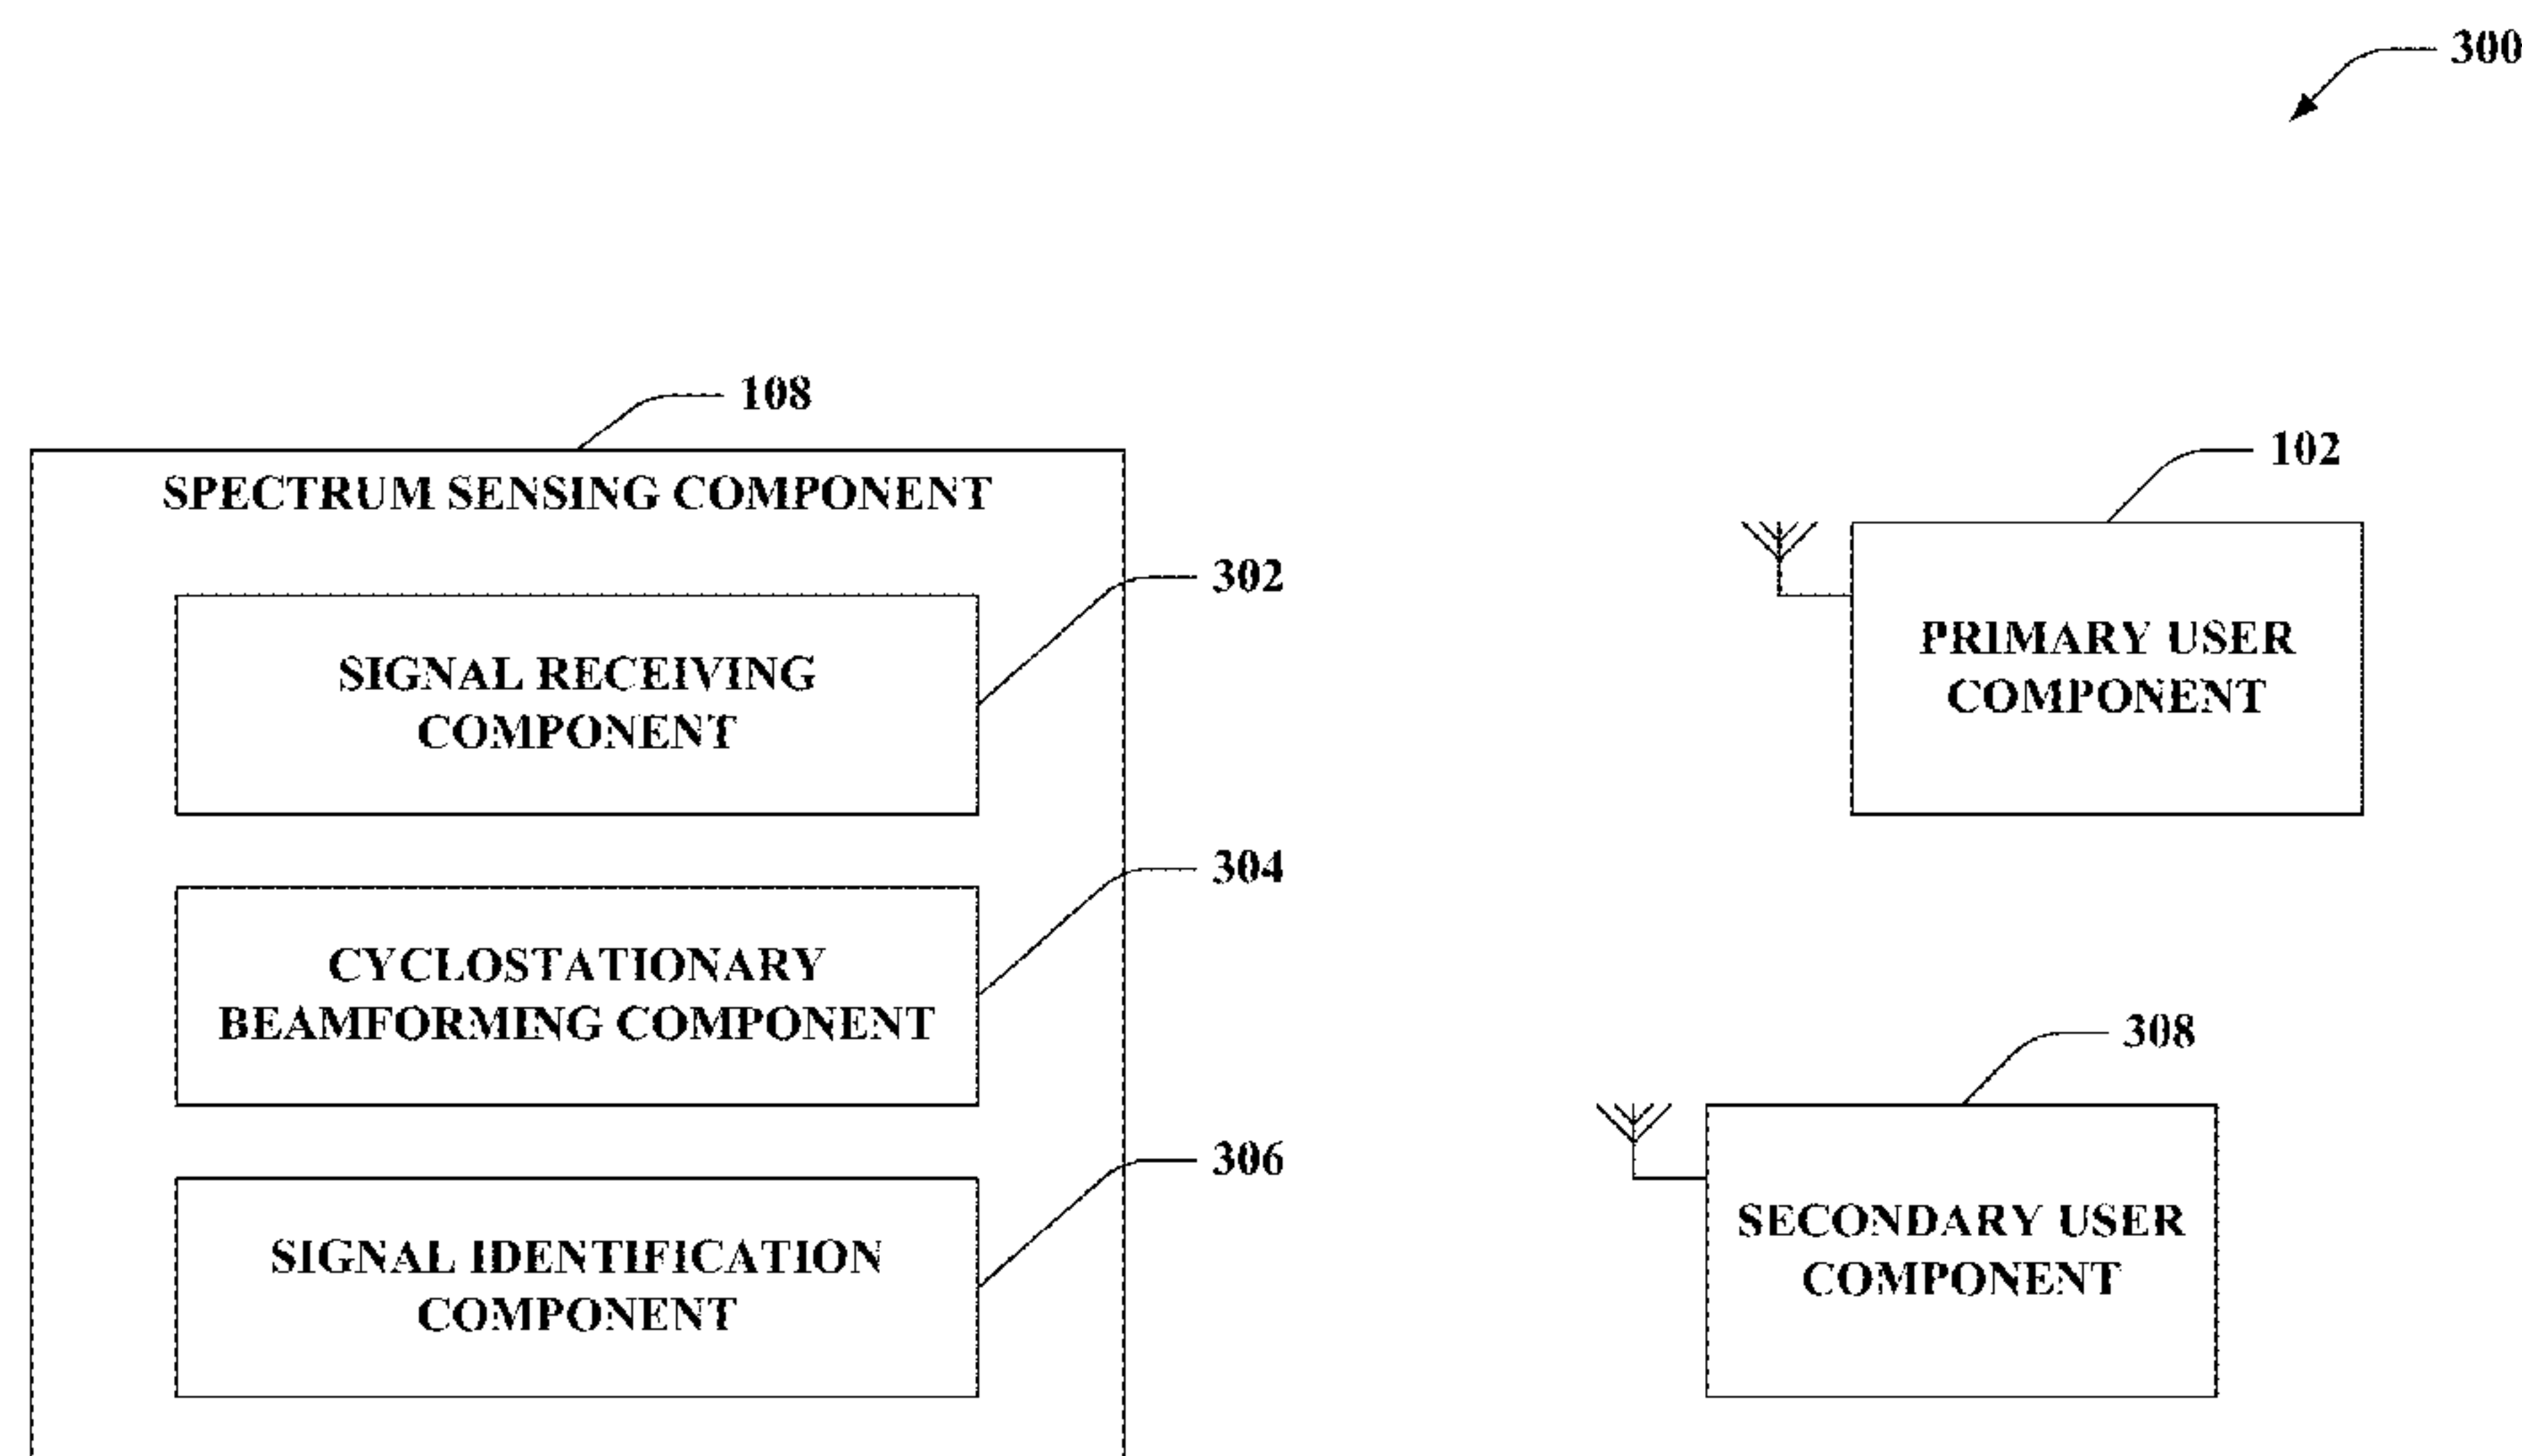 300
108
SPECTRUM SENSING COMPONENT
302
SIGNAL RECEIVING
COMPONENT
304
CYCLOSTATIONARY
BEAMFORMING COMPONENT
306
SIGNAL IDENTIFICATION
COMPONENT
102
PRIMARY USER
COMPONENT
308
SECONDARY USER
COMPONENT